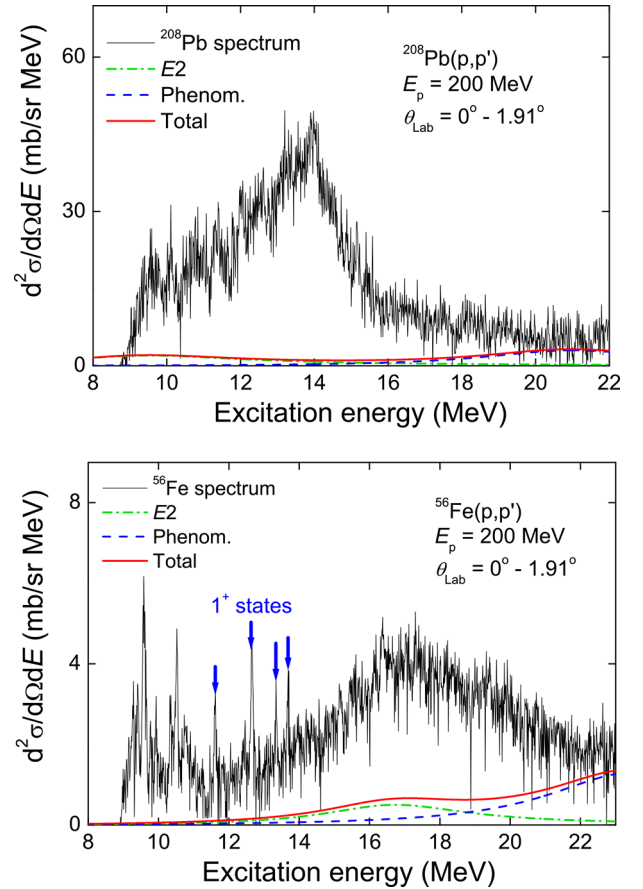 60
30
0
d²σ/dΩdE (mb/sr MeV)
²⁰⁸Pb spectrum
E2
Phenom.
Total
²⁰⁸Pb(p,p')
Eₚ = 200 MeV
θLab = 0° - 1.91°
8 10 12 14 16 18 20 22
Excitation energy (MeV)
8
4
0
d²σ/dΩdE (mb/sr MeV)
⁵⁶Fe spectrum
E2
Phenom.
Total
⁵⁶Fe(p,p')
Eₚ = 200 MeV
θLab = 0° - 1.91°
1⁺ states
8 10 12 14 16 18 20 22
Excitation energy (MeV)